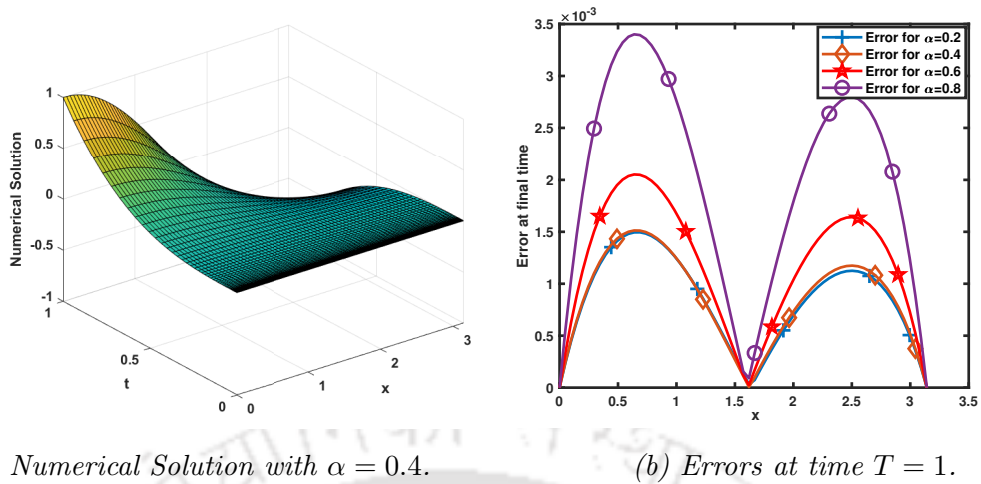 Numerical Solution
1
0.5
0
-0.5
-1
1
0.5
0
t
0
1
2
3
x
×10⁻³
3.5
3
2.5
2
1.5
1
0.5
0
Error at final time
0
0.5
1
1.5
2
2.5
3
3.5
x
Error for α=0.2
Error for α=0.4
Error for α=0.6
Error for α=0.8
Numerical Solution with α = 0.4.
(b) Errors at time T = 1.